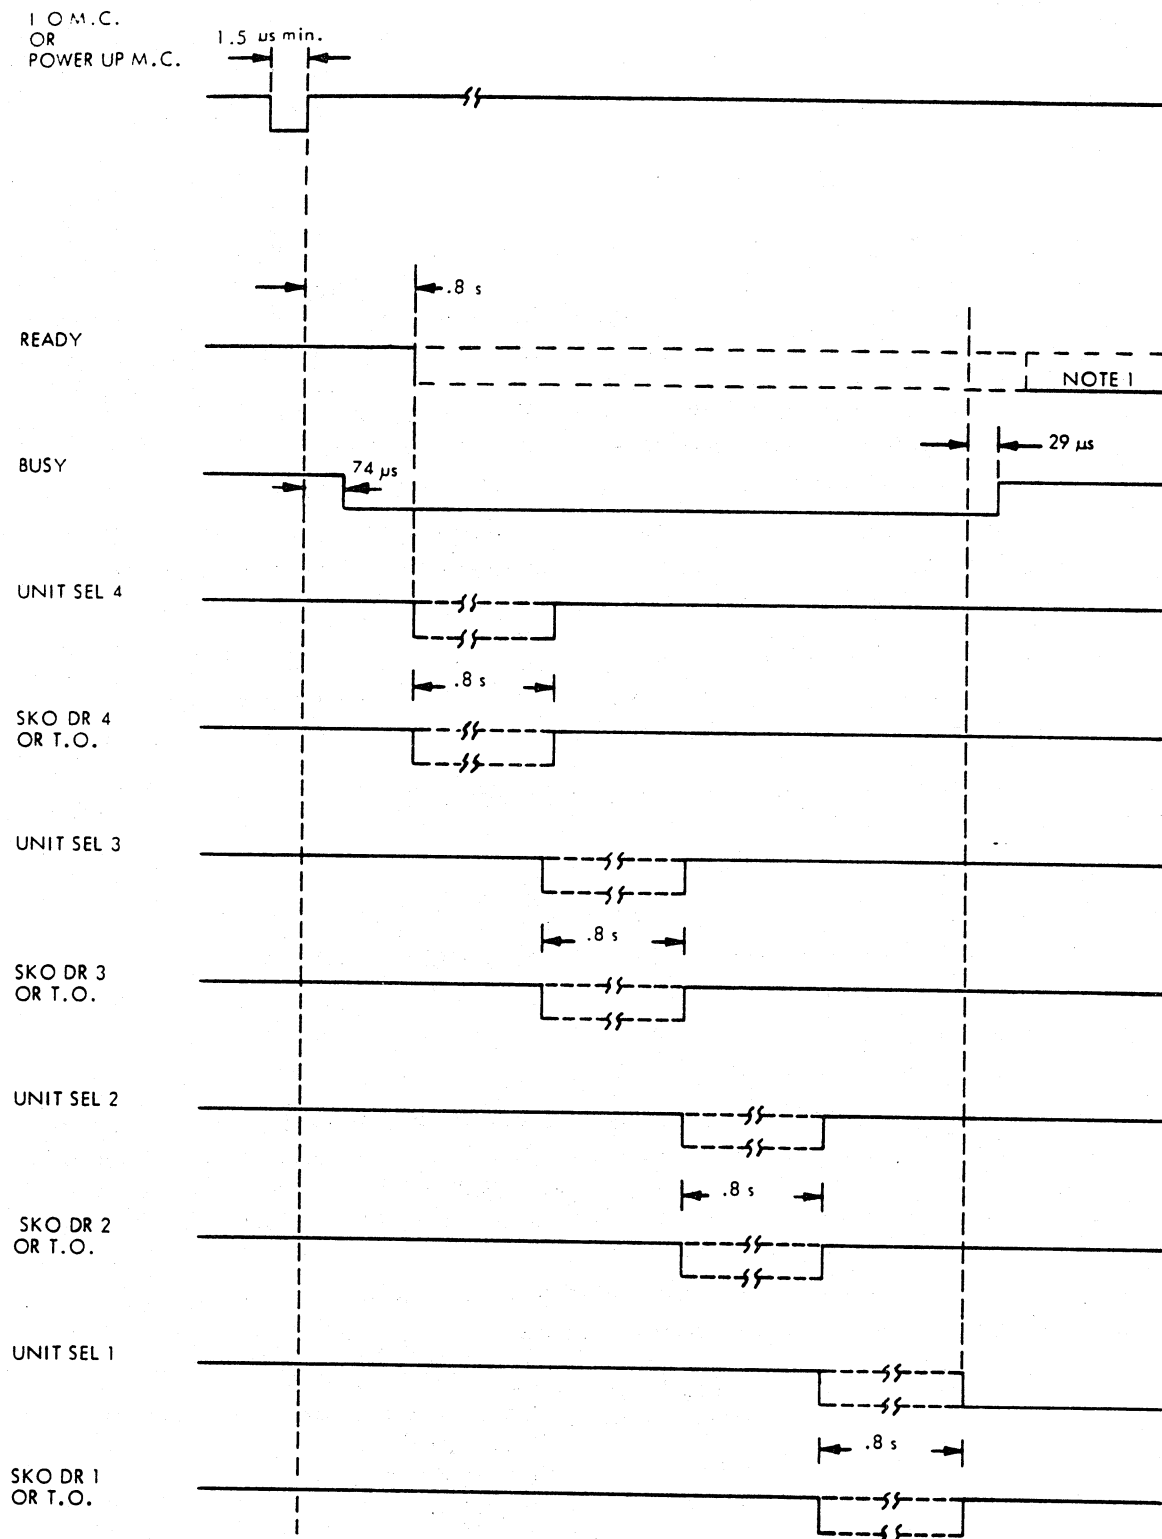 I O M.C.
OR
POWER UP M.C.
1.5 µs min.
.8 s
READY
NOTE 1
29 µs
BUSY
74 µs
UNIT SEL 4
.8 s
SKO DR 4
OR T.O.
UNIT SEL 3
.8 s
SKO DR 3
OR T.O.
UNIT SEL 2
.8 s
SKO DR 2
OR T.O.
UNIT SEL 1
.8 s
SKO DR 1
OR T.O.